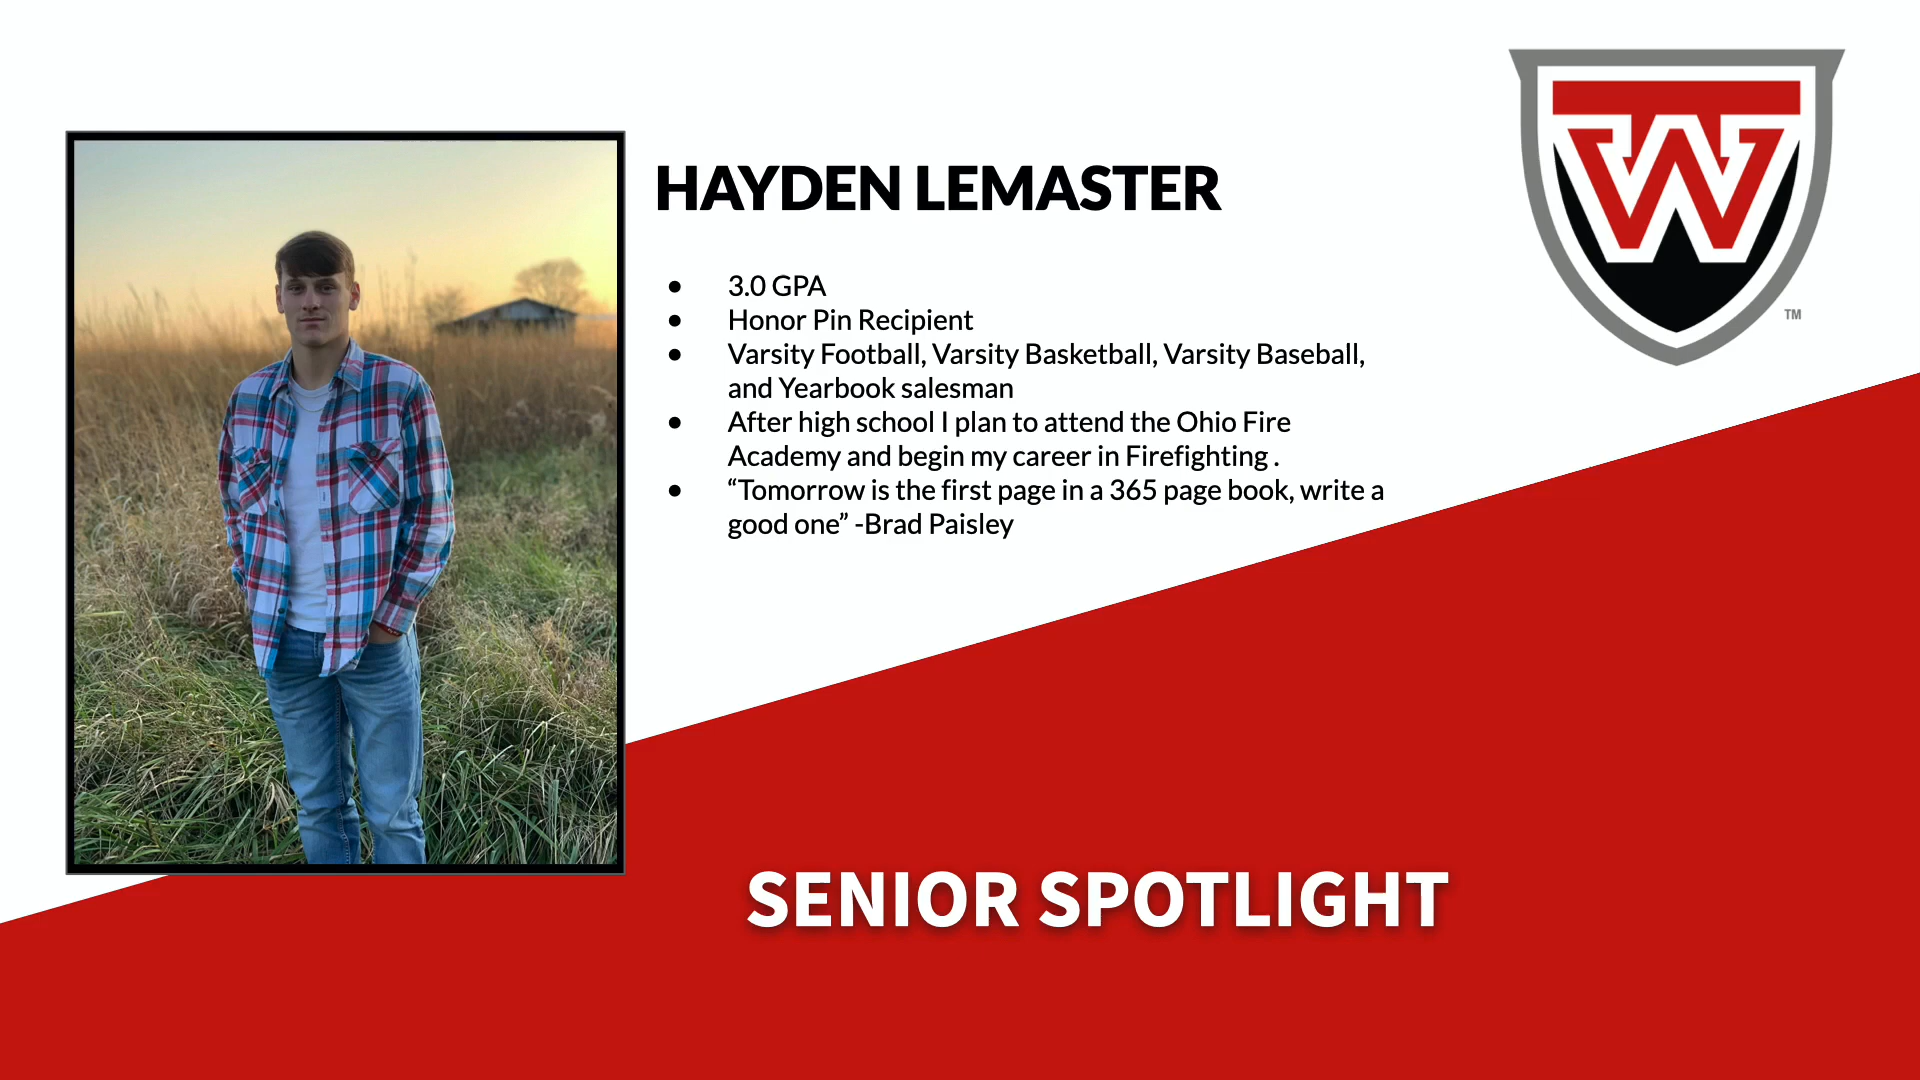 HAYDEN LEMASTER
● 3.0 GPA
● Honor Pin Recipient
● Varsity Football, Varsity Basketball, Varsity Baseball,
and Yearbook salesman
● After high school I plan to attend the Ohio Fire
Academy and begin my career in Firefighting .
● “Tomorrow is the first page in a 365 page book, write a
good one” -Brad Paisley
W
TM
SENIOR SPOTLIGHT